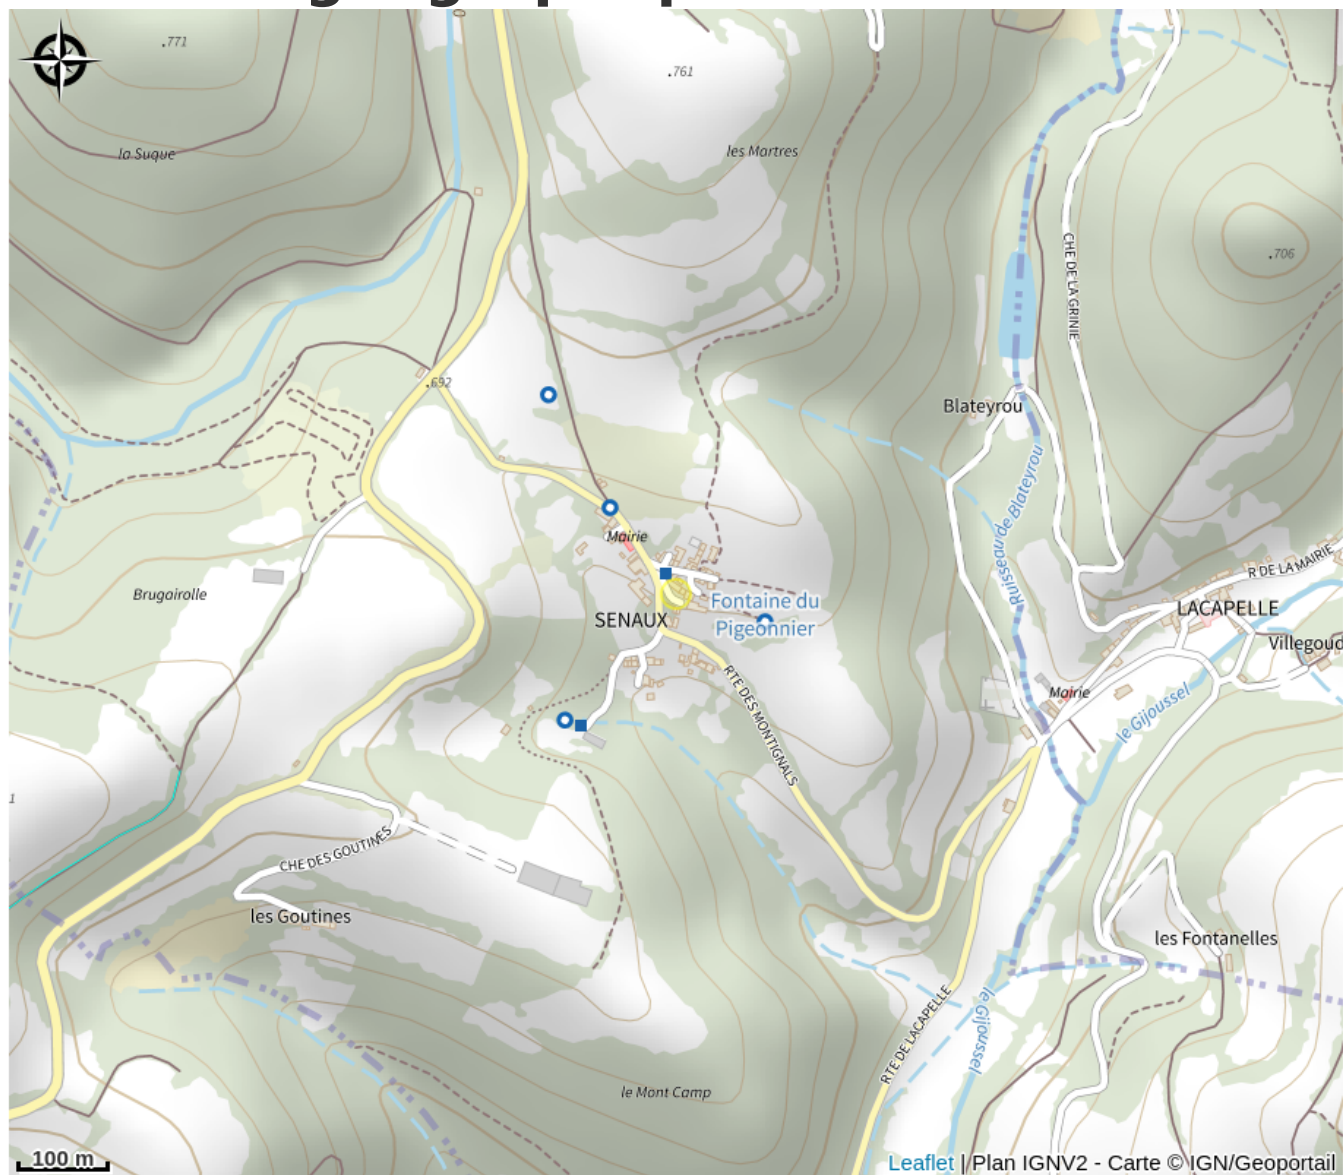 .771
.761
la Suque
les Martres
.706
CHE DE LA GRINIE
.692
Blateyrou
Ruisseau de Blateyrou
Mairie
R DE LA MAIRIE
Brugairolle
Fontaine du
Pigeonnier
SENAUX
LACAPELLE
Villegoud
Mairie
RTE DES MONTIGNALS
le Gijoussel
1
CHE DES GOUTINES
les Goutines
les Fontanelles
RTE DE LACAPELLE
le Gijoussel
le Mont Camp
100 m
Leaflet | Plan IGNV2 - Carte © IGN/Geoportail